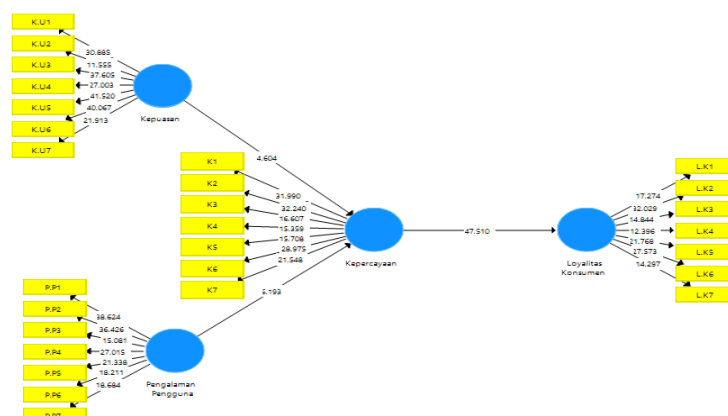 K.U1
K.U2
K.U3
K.U4
K.U5
K.U6
K.U7
30.885
11.555
37.605
27.003
41.520
40.067
21.913
Kepuasan
4.604
K1
K2
K3
K4
K5
K6
K7
31.990
32.240
16.607
15.359
15.708
28.975
21.548
Kepercayaan
47.510
L.K1
L.K2
L.K3
L.K4
L.K5
L.K6
L.K7
17.274
32.029
14.844
12.396
21.768
27.573
14.297
Loyalitas
Konsumen
P.P1
P.P2
P.P3
P.P4
P.P5
P.P6
P.P7
38.624
36.426
15.081
27.015
21.338
18.211
18.684
Pengalaman
Pengguna
5.193